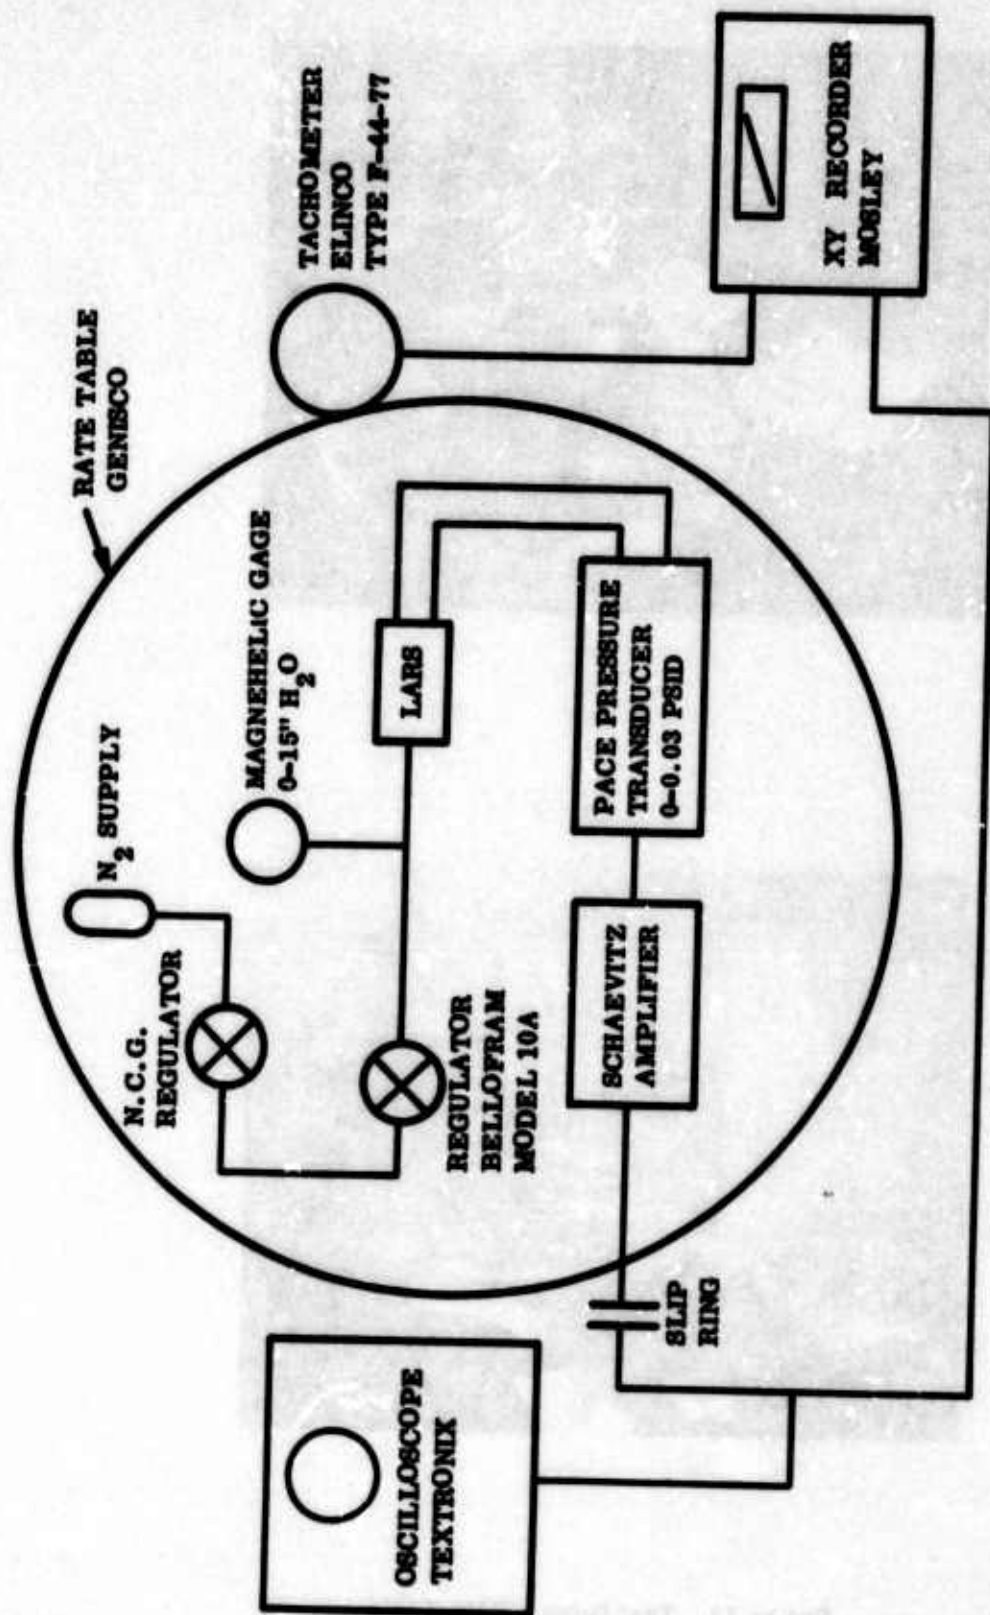 RATE TABLE
GENISCO
N2 SUPPLY
N.C.G.
REGULATOR
MAGNEHELIC GAGE
0-15" H2O
TACHOMETER
ELINCO
TYPE F-44-77
OSCILLOSCOPE
TEXTRONIX
REGULATOR
BELLOFRAM
MODEL 10A
LARS
SLIP
RING
SCHAEVITZ
AMPLIFIER
PACE PRESSURE
TRANSDUCER
0-0.03 PSID
XY RECORDER
MOSLEY